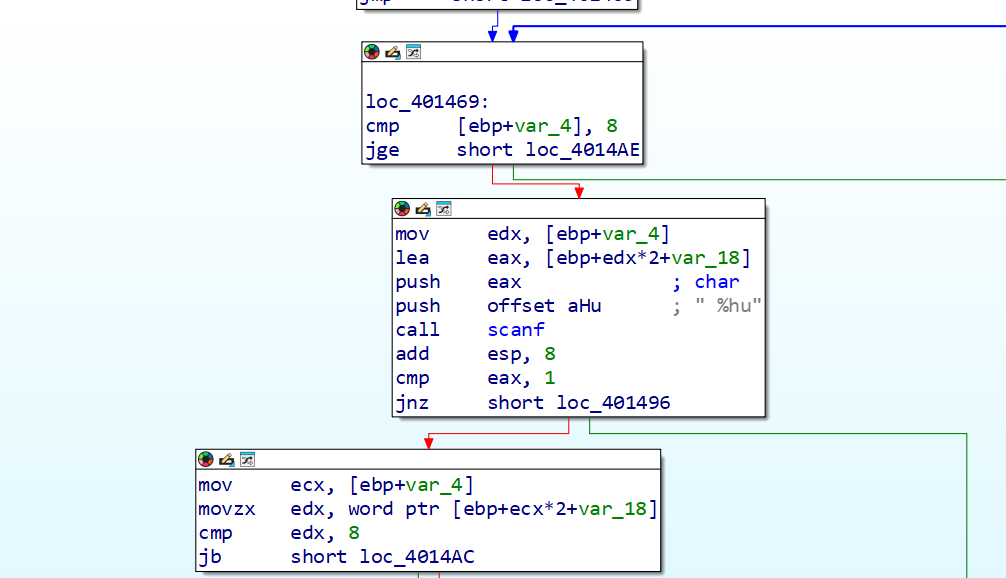 loc_401469:
cmp [ebp+var_4], 8
jge short loc_4014AE
mov edx, [ebp+var_4]
lea eax, [ebp+edx*2+var_18]
push eax ; char
push offset aHu ; " %hu"
call scanf
add esp, 8
cmp eax, 1
jnz short loc_401496
mov ecx, [ebp+var_4]
movzx edx, word ptr [ebp+ecx*2+var_18]
cmp edx, 8
jb short loc_4014AC